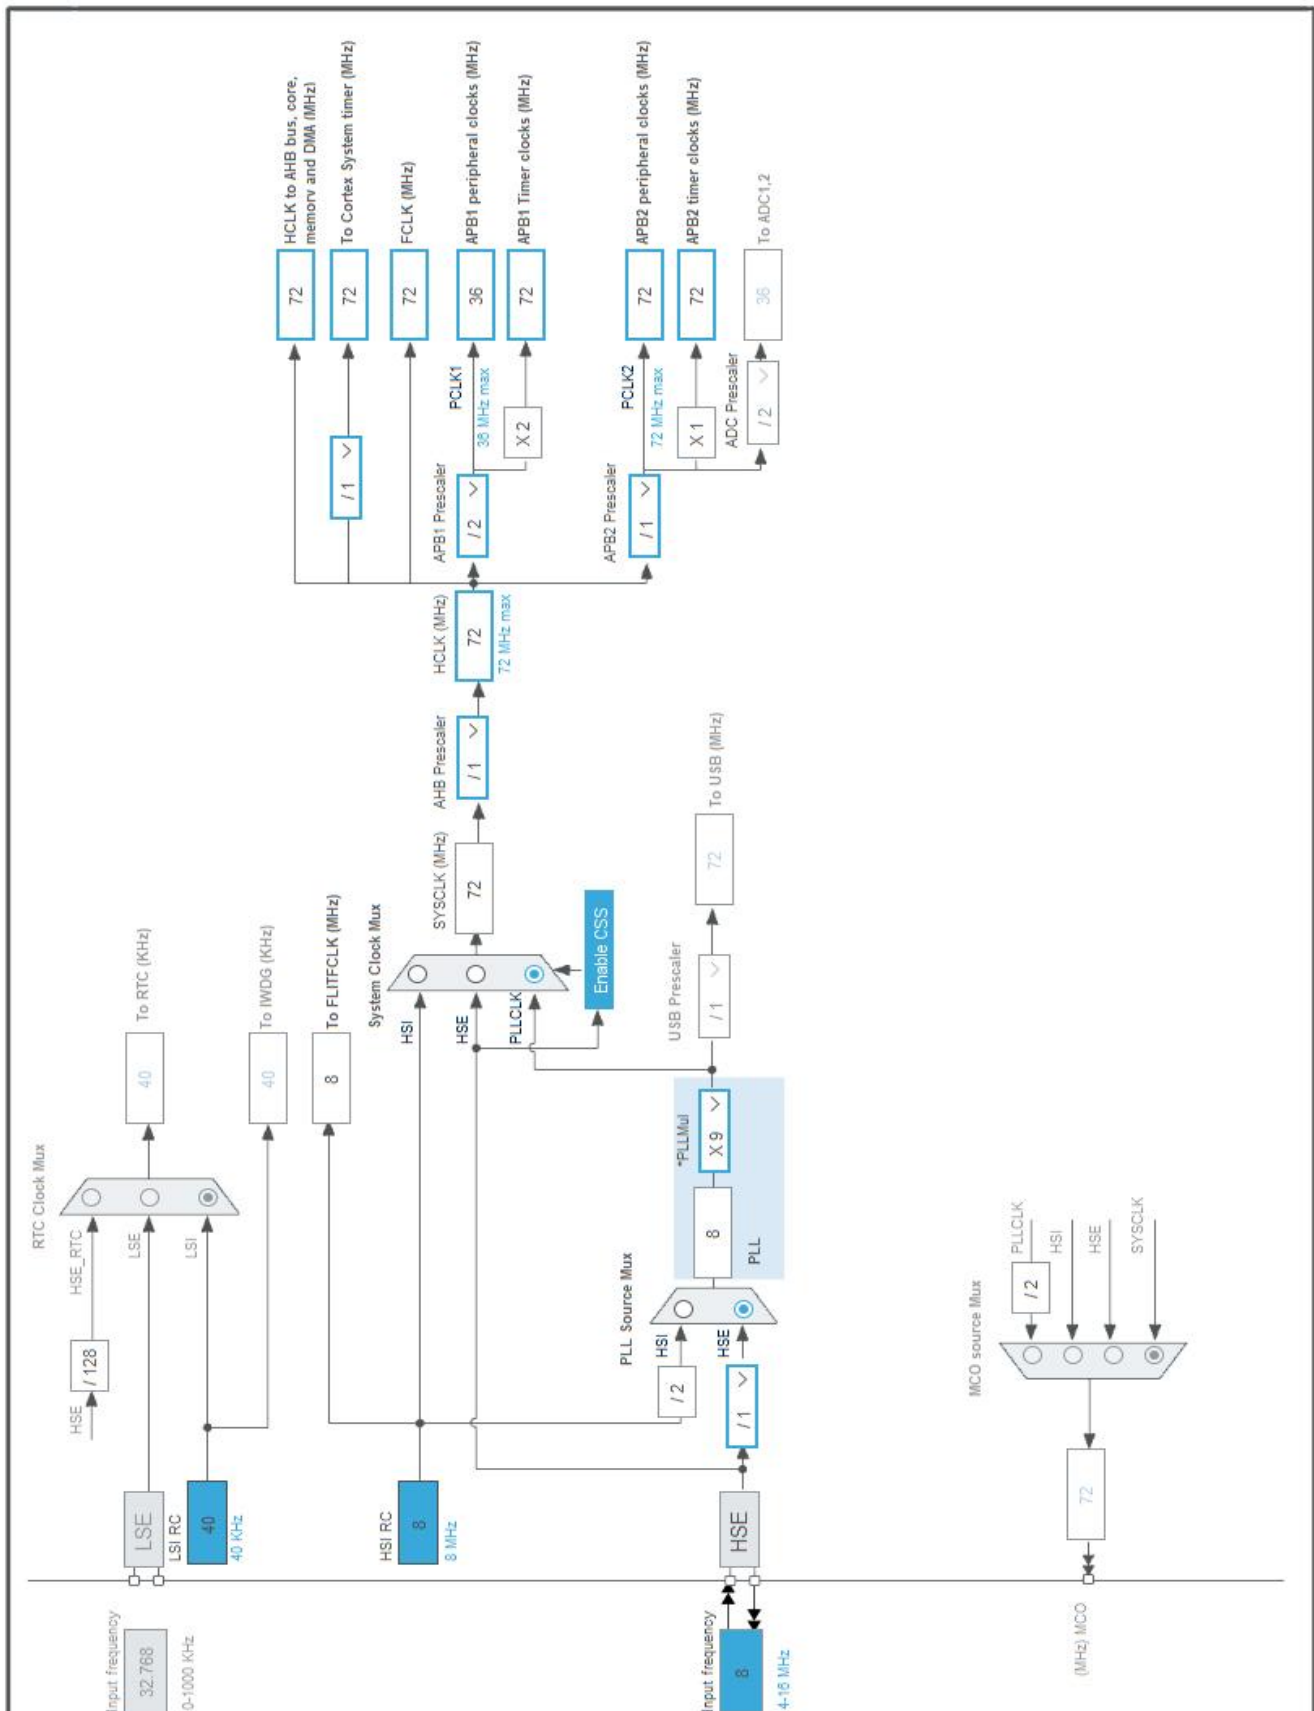 RTC Clock Mux
HSE
/ 128
HSE_RTC
LSE
LSI
40
To RTC (KHz)
Input frequency
32.768
0-1000 KHz
LSE
LSI RC
40
40 KHz
40
To IWDG (KHz)
HSI RC
8
8 MHz
8
To FLITFCLK (MHz)
System Clock Mux
HSI
HSE
PLLCLK
Enable CSS
SYSCLK (MHz)
72
AHB Prescaler
/ 1
HCLK (MHz)
72
72 MHz max
72
HCLK to AHB bus, core,
memory and DMA (MHz)
/ 1
72
To Cortex System timer (MHz)
72
FCLK (MHz)
APB1 Prescaler
/ 2
PCLK1
36 MHz max
36
APB1 peripheral clocks (MHz)
X 2
72
APB1 Timer clocks (MHz)
APB2 Prescaler
/ 1
PCLK2
72 MHz max
72
APB2 peripheral clocks (MHz)
X 1
72
APB2 timer clocks (MHz)
ADC Prescaler
/ 2
36
To ADC1,2
PLL Source Mux
/ 2
HSI
Input frequency
8
4-16 MHz
HSE
/ 1
HSE
8
*PLLMul
X 9
PLL
USB Prescaler
/ 1
72
To USB (MHz)
MCO source Mux
/ 2
PLLCLK
HSI
HSE
SYSCLK
72
(MHz) MCO